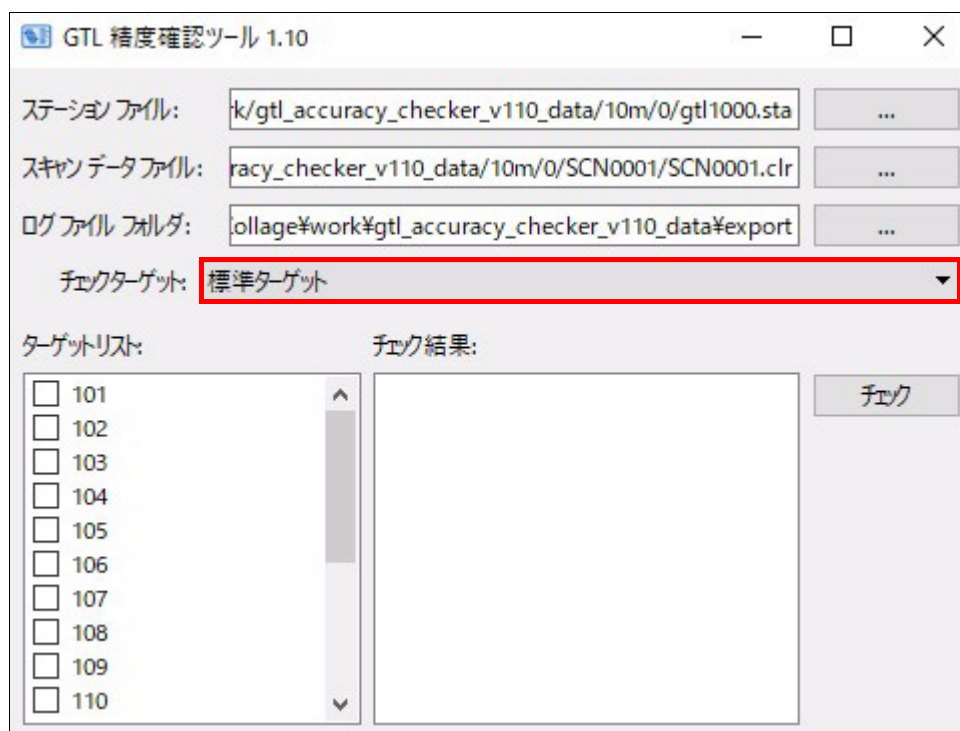 GTL 精度確認ツール 1.10
ステーション ファイル: rk/gtl_accuracy_checker_v110_data/10m/0/gtl1000.sta ...
スキャン データ ファイル: racy_checker_v110_data/10m/0/SCN0001/SCN0001.clr ...
ログ ファイル フォルダ: Collage¥work¥gtl_accuracy_checker_v110_data¥export ...
チェックターゲット: 標準ターゲット
ターゲットリスト: チェック結果:
101 チェック
102
103
104
105
106
107
108
109
110